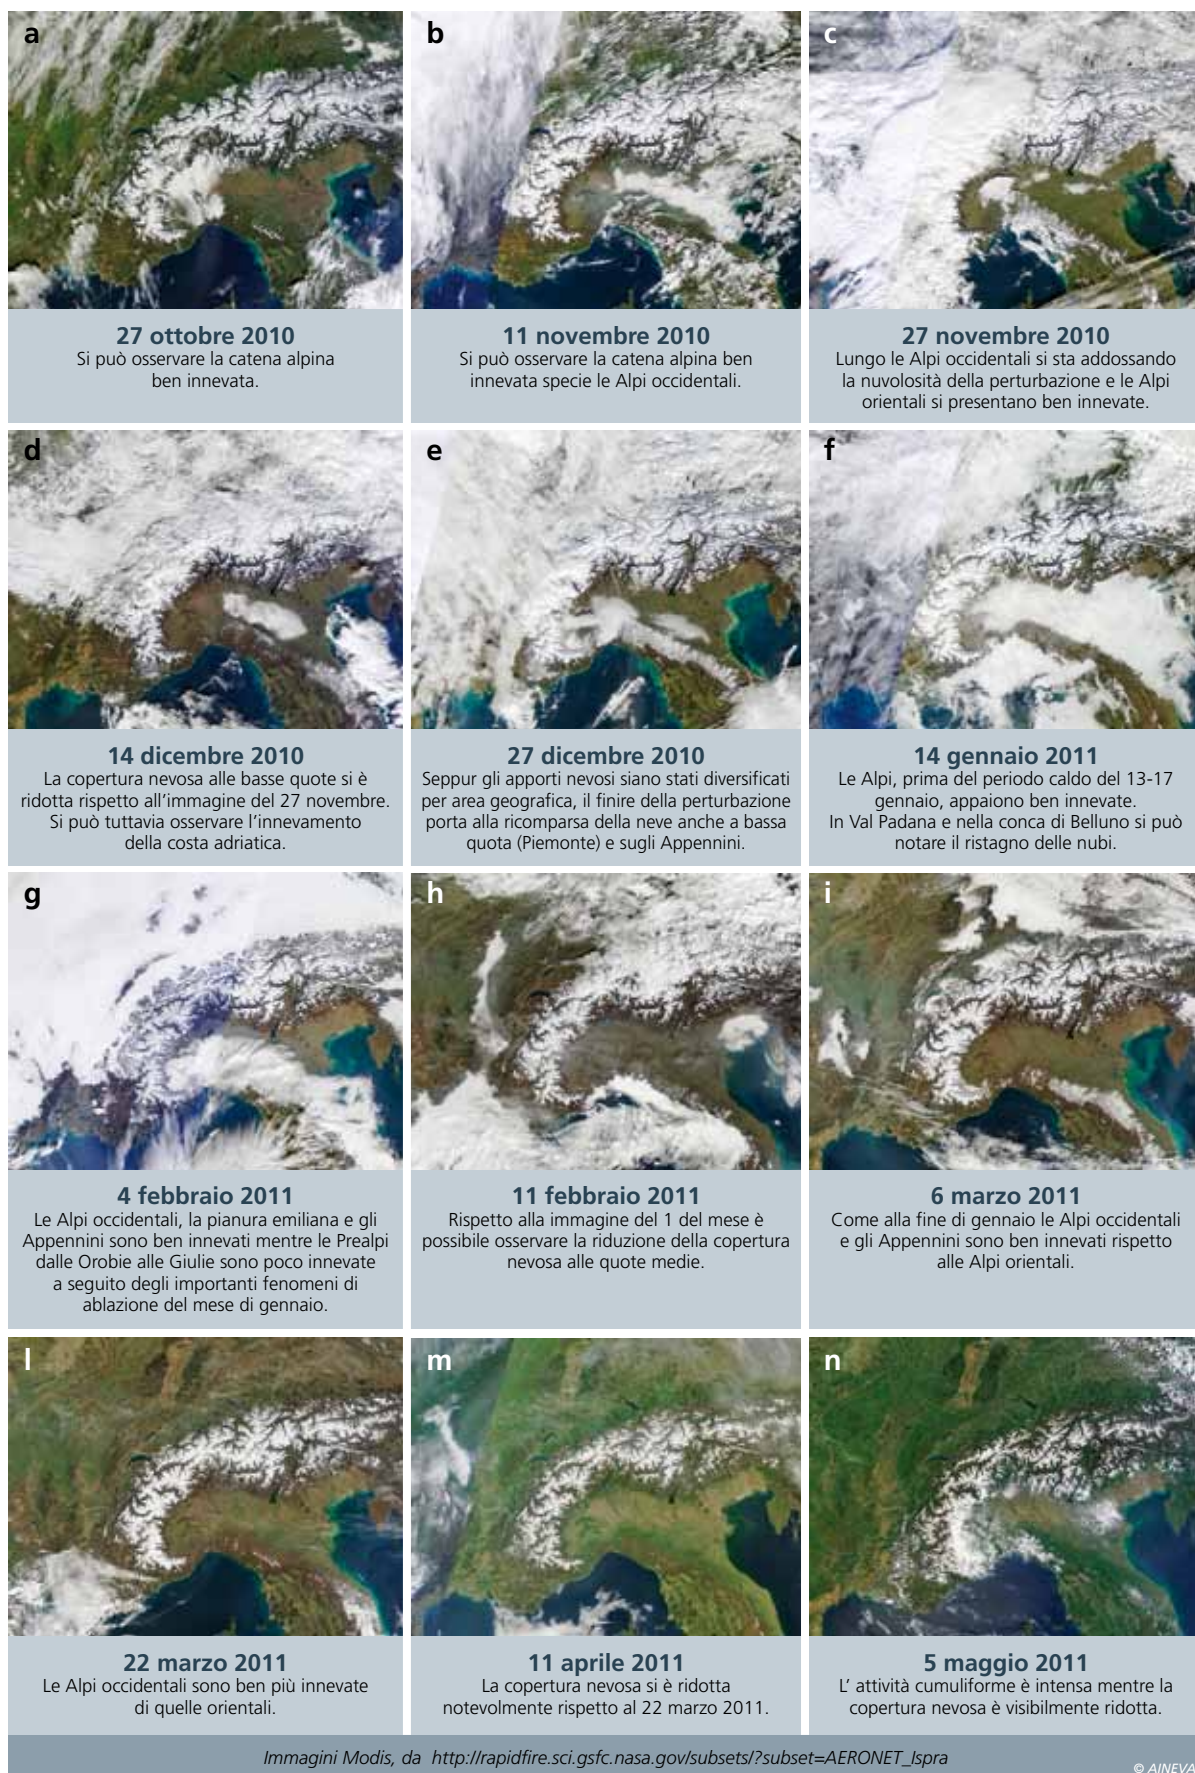 a
b
c
27 ottobre 2010
Si può osservare la catena alpina
ben innevata.
11 novembre 2010
Si può osservare la catena alpina ben
innevata specie le Alpi occidentali.
27 novembre 2010
Lungo le Alpi occidentali si sta addossando
la nuvolosità della perturbazione e le Alpi
orientali si presentano ben innevate.
d
e
f
14 dicembre 2010
La copertura nevosa alle basse quote si è
ridotta rispetto all'immagine del 27 novembre.
Si può tuttavia osservare l'innevamento
della costa adriatica.
27 dicembre 2010
Seppur gli apporti nevosi siano stati diversificati
per area geografica, il finire della perturbazione
porta alla ricomparsa della neve anche a bassa
quota (Piemonte) e sugli Appennini.
14 gennaio 2011
Le Alpi, prima del periodo caldo del 13-17
gennaio, appaiono ben innevate.
In Val Padana e nella conca di Belluno si può
notare il ristagno delle nubi.
g
h
i
4 febbraio 2011
Le Alpi occidentali, la pianura emiliana e gli
Appennini sono ben innevati mentre le Prealpi
dalle Orobie alle Giulie sono poco innevate
a seguito degli importanti fenomeni di
ablazione del mese di gennaio.
11 febbraio 2011
Rispetto alla immagine del 1 del mese è
possibile osservare la riduzione della copertura
nevosa alle quote medie.
6 marzo 2011
Come alla fine di gennaio le Alpi occidentali
e gli Appennini sono ben innevati rispetto
alle Alpi orientali.
l
m
n
22 marzo 2011
Le Alpi occidentali sono ben più innevate
di quelle orientali.
11 aprile 2011
La copertura nevosa si è ridotta
notevolmente rispetto al 22 marzo 2011.
5 maggio 2011
L' attività cumuliforme è intensa mentre la
copertura nevosa è visibilmente ridotta.
Immagini Modis, da http://rapidfire.sci.gsfc.nasa.gov/subsets/?subset=AERONET_Ispra
© AINEVA